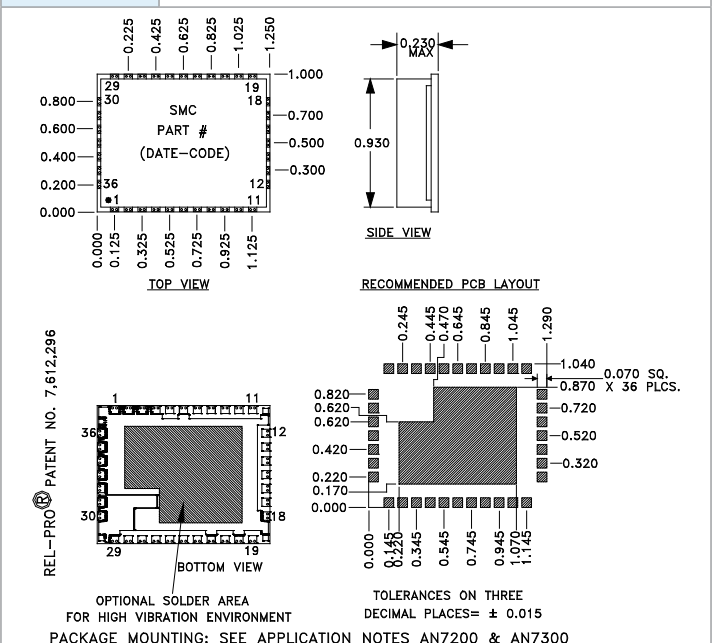 0.225 0.425 0.625 0.825 1.025 1.250
1.000
29 19
30 18
0.800
SMC
0.700
0.600
PART #
0.500
0.400
(DATE-CODE)
0.300
0.200
36 12
1 11
0.000
0.000 0.125 0.325 0.525 0.725 0.925 1.125
TOP VIEW
0.230
MAX
0.930
SIDE VIEW
RECOMMENDED PCB LAYOUT
0.245 0.445 0.470 0.645 0.845 1.045 1.290
1.040
0.070 SQ.
0.870 X 36 PLCS.
0.820
0.620
0.720
0.620
0.520
0.420
0.320
0.220
0.170
0.000
0.000 0.145 0.220 0.345 0.545 0.745 0.945 1.070 1.145
REL-PRO® PATENT NO. 7,612,296
1 11
36 12
30 18
29 19
BOTTOM VIEW
OPTIONAL SOLDER AREA
FOR HIGH VIBRATION ENVIRONMENT
TOLERANCES ON THREE
DECIMAL PLACES= ± 0.015
PACKAGE MOUNTING: SEE APPLICATION NOTES AN7200 & AN7300